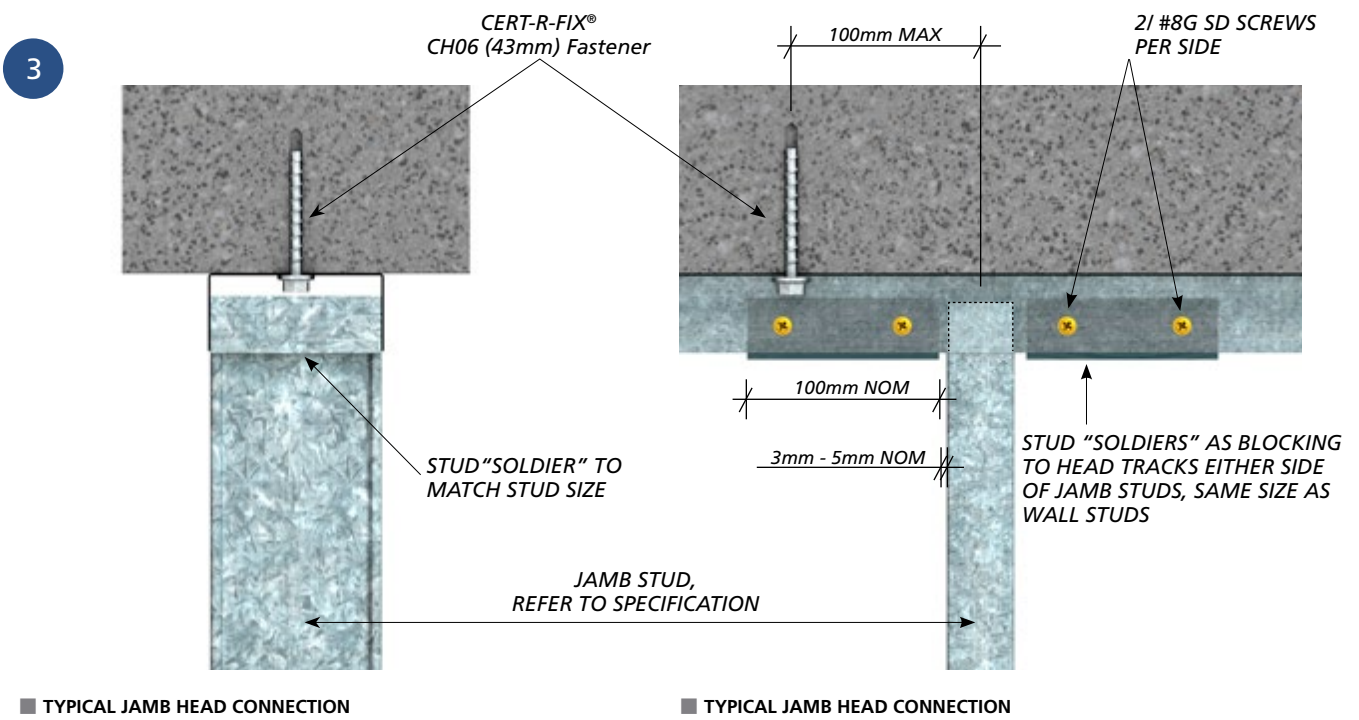 3
CERT-R-FIX®
CH06 (43mm) Fastener
100mm MAX
2/ #8G SD SCREWS
PER SIDE
100mm NOM
3mm - 5mm NOM
STUD "SOLDIER" TO
MATCH STUD SIZE
STUD "SOLDIERS" AS BLOCKING
TO HEAD TRACKS EITHER SIDE
OF JAMB STUDS, SAME SIZE AS
WALL STUDS
JAMB STUD,
REFER TO SPECIFICATION
TYPICAL JAMB HEAD CONNECTION
TYPICAL JAMB HEAD CONNECTION